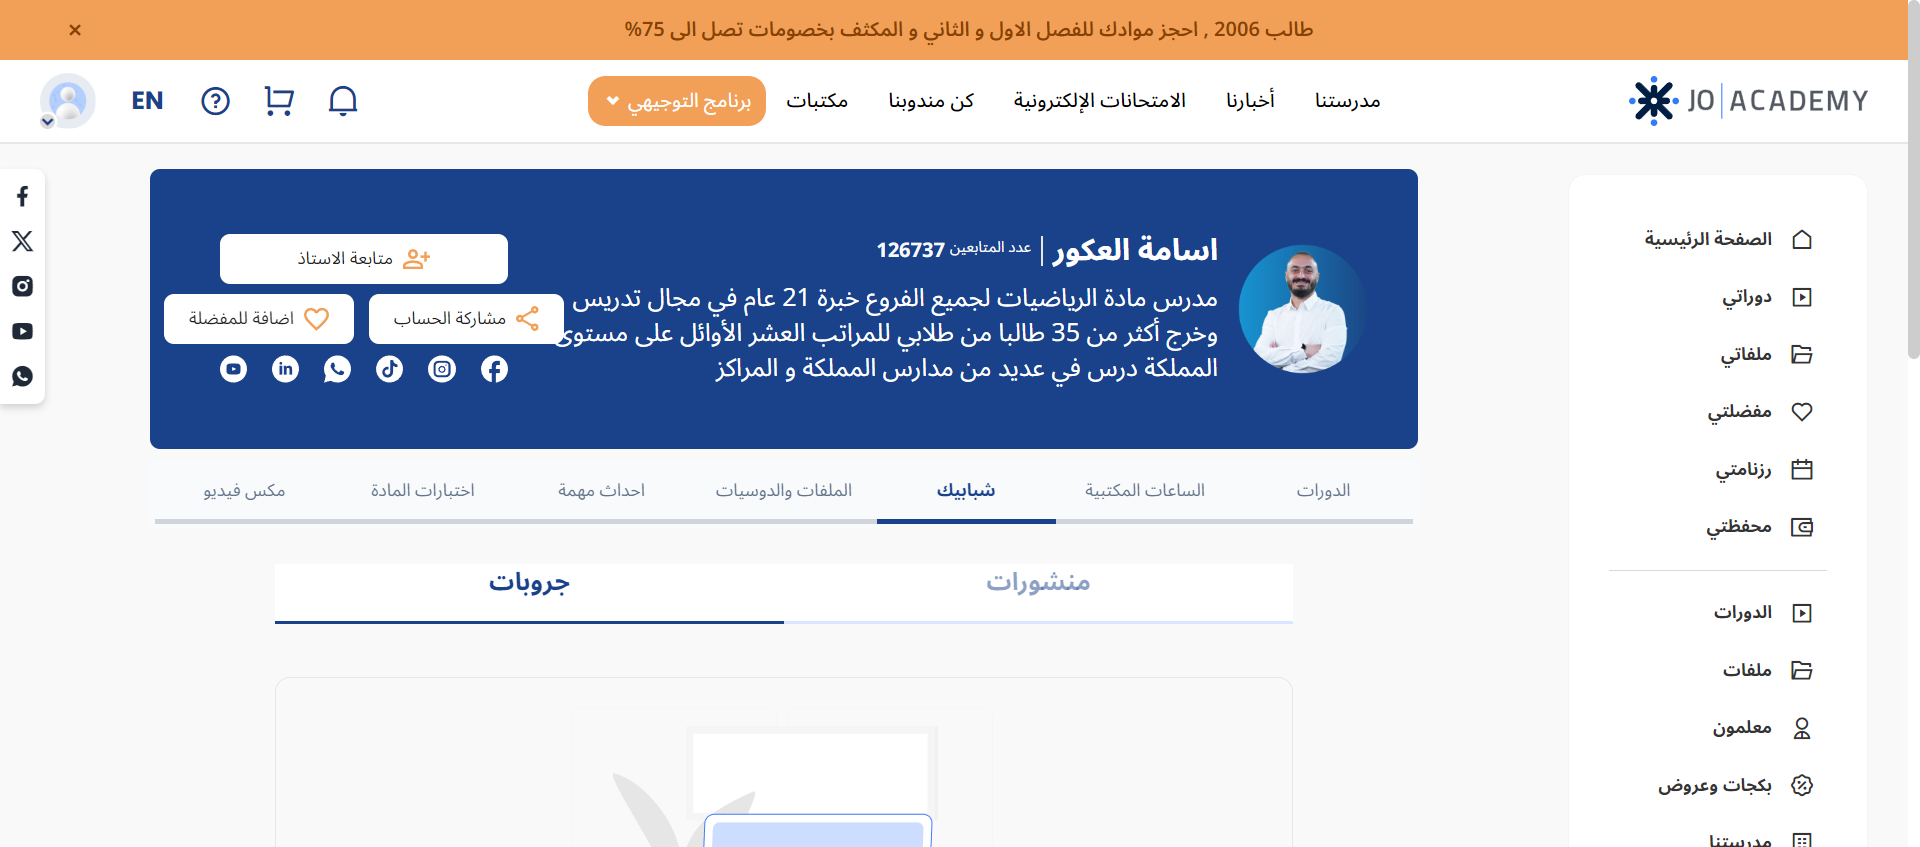 طالب 2006 , احجز موادك للفصل الاول و الثاني و المكثف بخصومات تصل الى 75%
×
JO ACADEMY
مدرستنا
أخبارنا
الامتحانات الإلكترونية
كن مندوبنا
مكتبات
برنامج التوجيهي
EN
الصفحة الرئيسية
دوراتي
ملفاتي
مفضلتي
رزنامتي
محفظتي
الدورات
ملفات
معلمون
بكجات وعروض
مدرستنا
اسامة العكور
عدد المتابعين 126737
مدرس مادة الرياضيات لجميع الفروع خبرة 21 عام في مجال تدريس
وخرج أكثر من 35 طالبا من طلابي للمراتب العشر الأوائل على مستوى
المملكة درس في عديد من مدارس المملكة و المراكز
متابعة الاستاذ
مشاركة الحساب
اضافة للمفضلة
الدورات
الساعات المكتبية
شبابيك
الملفات والدوسيات
احداث مهمة
اختبارات المادة
مكس فيديو
منشورات
جروبات